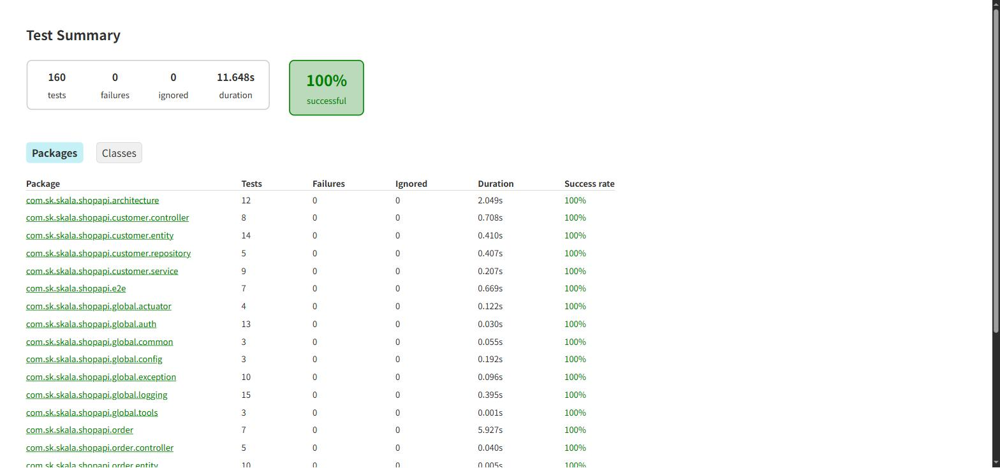 Test Summary
160 0 0 11.648s
tests failures ignored duration
100%
successful
Packages Classes
Package Tests Failures Ignored Duration Success rate
com.sk.skala.shopapi.architecture 12 0 0 2.049s 100%
com.sk.skala.shopapi.customer.controller 8 0 0 0.708s 100%
com.sk.skala.shopapi.customer.entity 14 0 0 0.410s 100%
com.sk.skala.shopapi.customer.repository 5 0 0 0.407s 100%
com.sk.skala.shopapi.customer.service 9 0 0 0.207s 100%
com.sk.skala.shopapi.e2e 7 0 0 0.669s 100%
com.sk.skala.shopapi.global.actuator 4 0 0 0.122s 100%
com.sk.skala.shopapi.global.auth 13 0 0 0.030s 100%
com.sk.skala.shopapi.global.common 3 0 0 0.055s 100%
com.sk.skala.shopapi.global.config 3 0 0 0.192s 100%
com.sk.skala.shopapi.global.exception 10 0 0 0.096s 100%
com.sk.skala.shopapi.global.logging 15 0 0 0.395s 100%
com.sk.skala.shopapi.global.tools 3 0 0 0.001s 100%
com.sk.skala.shopapi.order 7 0 0 5.927s 100%
com.sk.skala.shopapi.order.controller 5 0 0 0.040s 100%
com.sk.skala.shopapi.order.entity 10 0 0 0.005s 100%